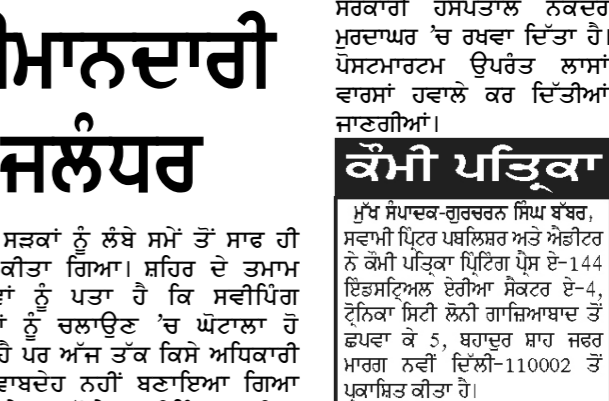 ੀਮਾਨਦਾਰੀ
ਜਲੰਧਰ
ਸੜਕਾਂ ਨੂੰ ਲੰਬੇ ਸਮੇਂ ਤੋਂ ਸਾਫ ਹੀ
ਕੀਤਾ ਗਿਆ। ਸ਼ਹਿਰ ਦੇ ਤਮਾਮ
ਨੂੰ ਪਤਾ ਹੈ ਕਿ ਸਵੀਪਿੰਗ
ਨੂੰ ਚਲਾਉਣ ’ਚ ਘੋਟਾਲਾ ਹੋ
ਹੈ ਪਰ ਅੱਜ ਤੱਕ ਕਿਸੇ ਅਧਿਕਾਰੀ
ਵਾਬਦੇਹ ਨਹੀਂ ਬਣਾਇਆ ਗਿਆ
ਸਰਕਾਰੀ ਹਸਪਤਾਲ ਨਕੋਦਰ
ਮੁਰਦਾਘਰ ’ਚ ਰਖਵਾ ਦਿੱਤਾ ਹੈ।
ਪੋਸਟਮਾਰਟਮ ਉਪਰੰਤ ਲਾਸਾਂ
ਵਾਰਸਾਂ ਹਵਾਲੇ ਕਰ ਦਿੱਤੀਆਂ
ਜਾਣਗੀਆਂ।
ਕੌਮੀ ਪਤ੍ਰਿਕਾ
ਮੁੱਖ ਸੰਪਾਦਕ-ਗੁਰਚਰਨ ਸਿੰਘ ਬੱਬਰ,
ਸਵਾਮੀ ਪ੍ਰਿੰਟਰ ਪਬਲਿਸ਼ਰ ਅਤੇ ਐਡੀਟਰ
ਨੇ ਕੌਮੀ ਪਤ੍ਰਿਕਾ ਪ੍ਰਿੰਟਿੰਗ ਪ੍ਰੈਸ ਏ-144
ਇੰਡਸਟ੍ਰਿਅਲ ਏਰੀਆ ਸੈਕਟਰ ਏ-4,
ਟ੍ਰੋਨਿਕਾ ਸਿਟੀ ਲੋਨੀ ਗਾਜ਼ਿਆਬਾਦ ਤੋਂ
ਛਪਵਾ ਕੇ 5, ਬਹਾਦੁਰ ਸ਼ਾਹ ਜਫਰ
ਮਾਰਗ ਨਵੀਂ ਦਿੱਲੀ-110002 ਤੋਂ
ਪ੍ਰਕਾਸ਼ਿਤ ਕੀਤਾ ਹੈ।